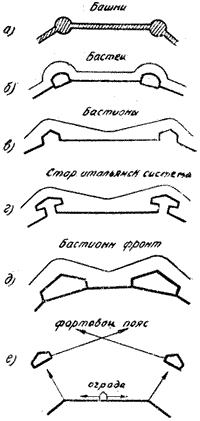 Башни
а)
Бастеи
б)
Бастионы
в)
Стар итальянск система
г)
Бастионн фронт
д)
фортовой пояс
е)
ограда